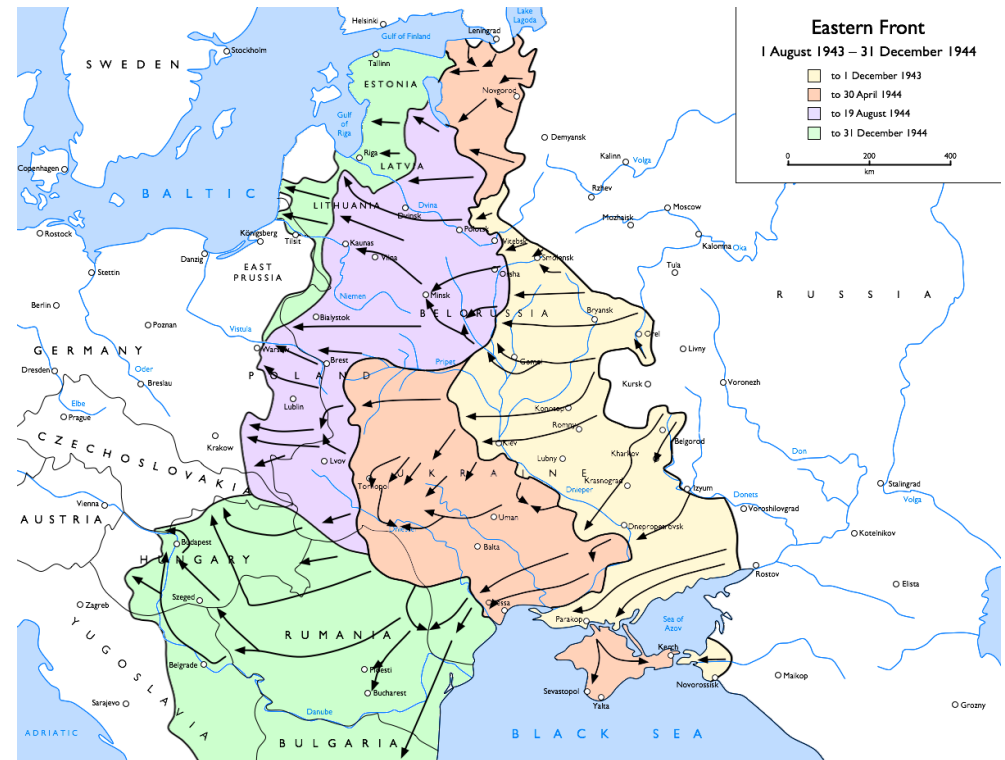 Eastern Front
1 August 1943 – 31 December 1944
to 1 December 1943
to 30 April 1944
to 19 August 1944
to 31 December 1944
0 200 400
km
Lake
Lagoda
Helsinki
Leningrad
Gulf of Finland
Stockholm
Tallinn
SWEDEN
ESTONIA
Novgorod
Gulf
of
Riga
Demyansk
Riga
Kalinn
Volga
LATVIA
Copenhagen
BALTIC
Rzhev
LITHUANIA
Dvina
Dvinsk
Moscow
Mozhaisk
Polotsk
Rostock
Königsberg
Tilsit
Kaunas
Vitebsk
Kalomna
Oka
Danzig
Vilna
Smolensk
Stettin
EAST
PRUSSIA
Orsha
Tula
Niemen
Minsk
RUSSIA
Berlin
Bialystok
BELORUSSIA
Bryansk
Poznan
Vistula
Orel
GERMANY
Warsaw
Livny
Brest
Pripet
Gomel
Dresden
Oder
POLAND
Breslau
Kursk
Voronezh
Elbe
Lublin
Konotop
Prague
Romny
Krakow
Kiev
Belgorod
CZECHOSLOVAKIA
Lvov
Lubny
Kharkov
Don
UKRAINE
Tornopol
Krasnograd
Dnieper
Izyum
Stalingrad
Donets
Volga
Vienna
Voroshilovgrad
AUSTRIA
Uman
Dnepropetrovsk
Kotelnikov
Budapest
Balta
HUNGARY
Rostov
Elista
Szeged
Odessa
Zagreb
Parakop
Sea of
Azov
RUMANIA
YUGOSLAVIA
Kerch
Belgrade
Ploesti
Maikop
Novorossisk
Bucharest
Sevastopol
Yalta
Sarajevo
Grozny
Danube
ADRIATIC
BLACK SEA
BULGARIA